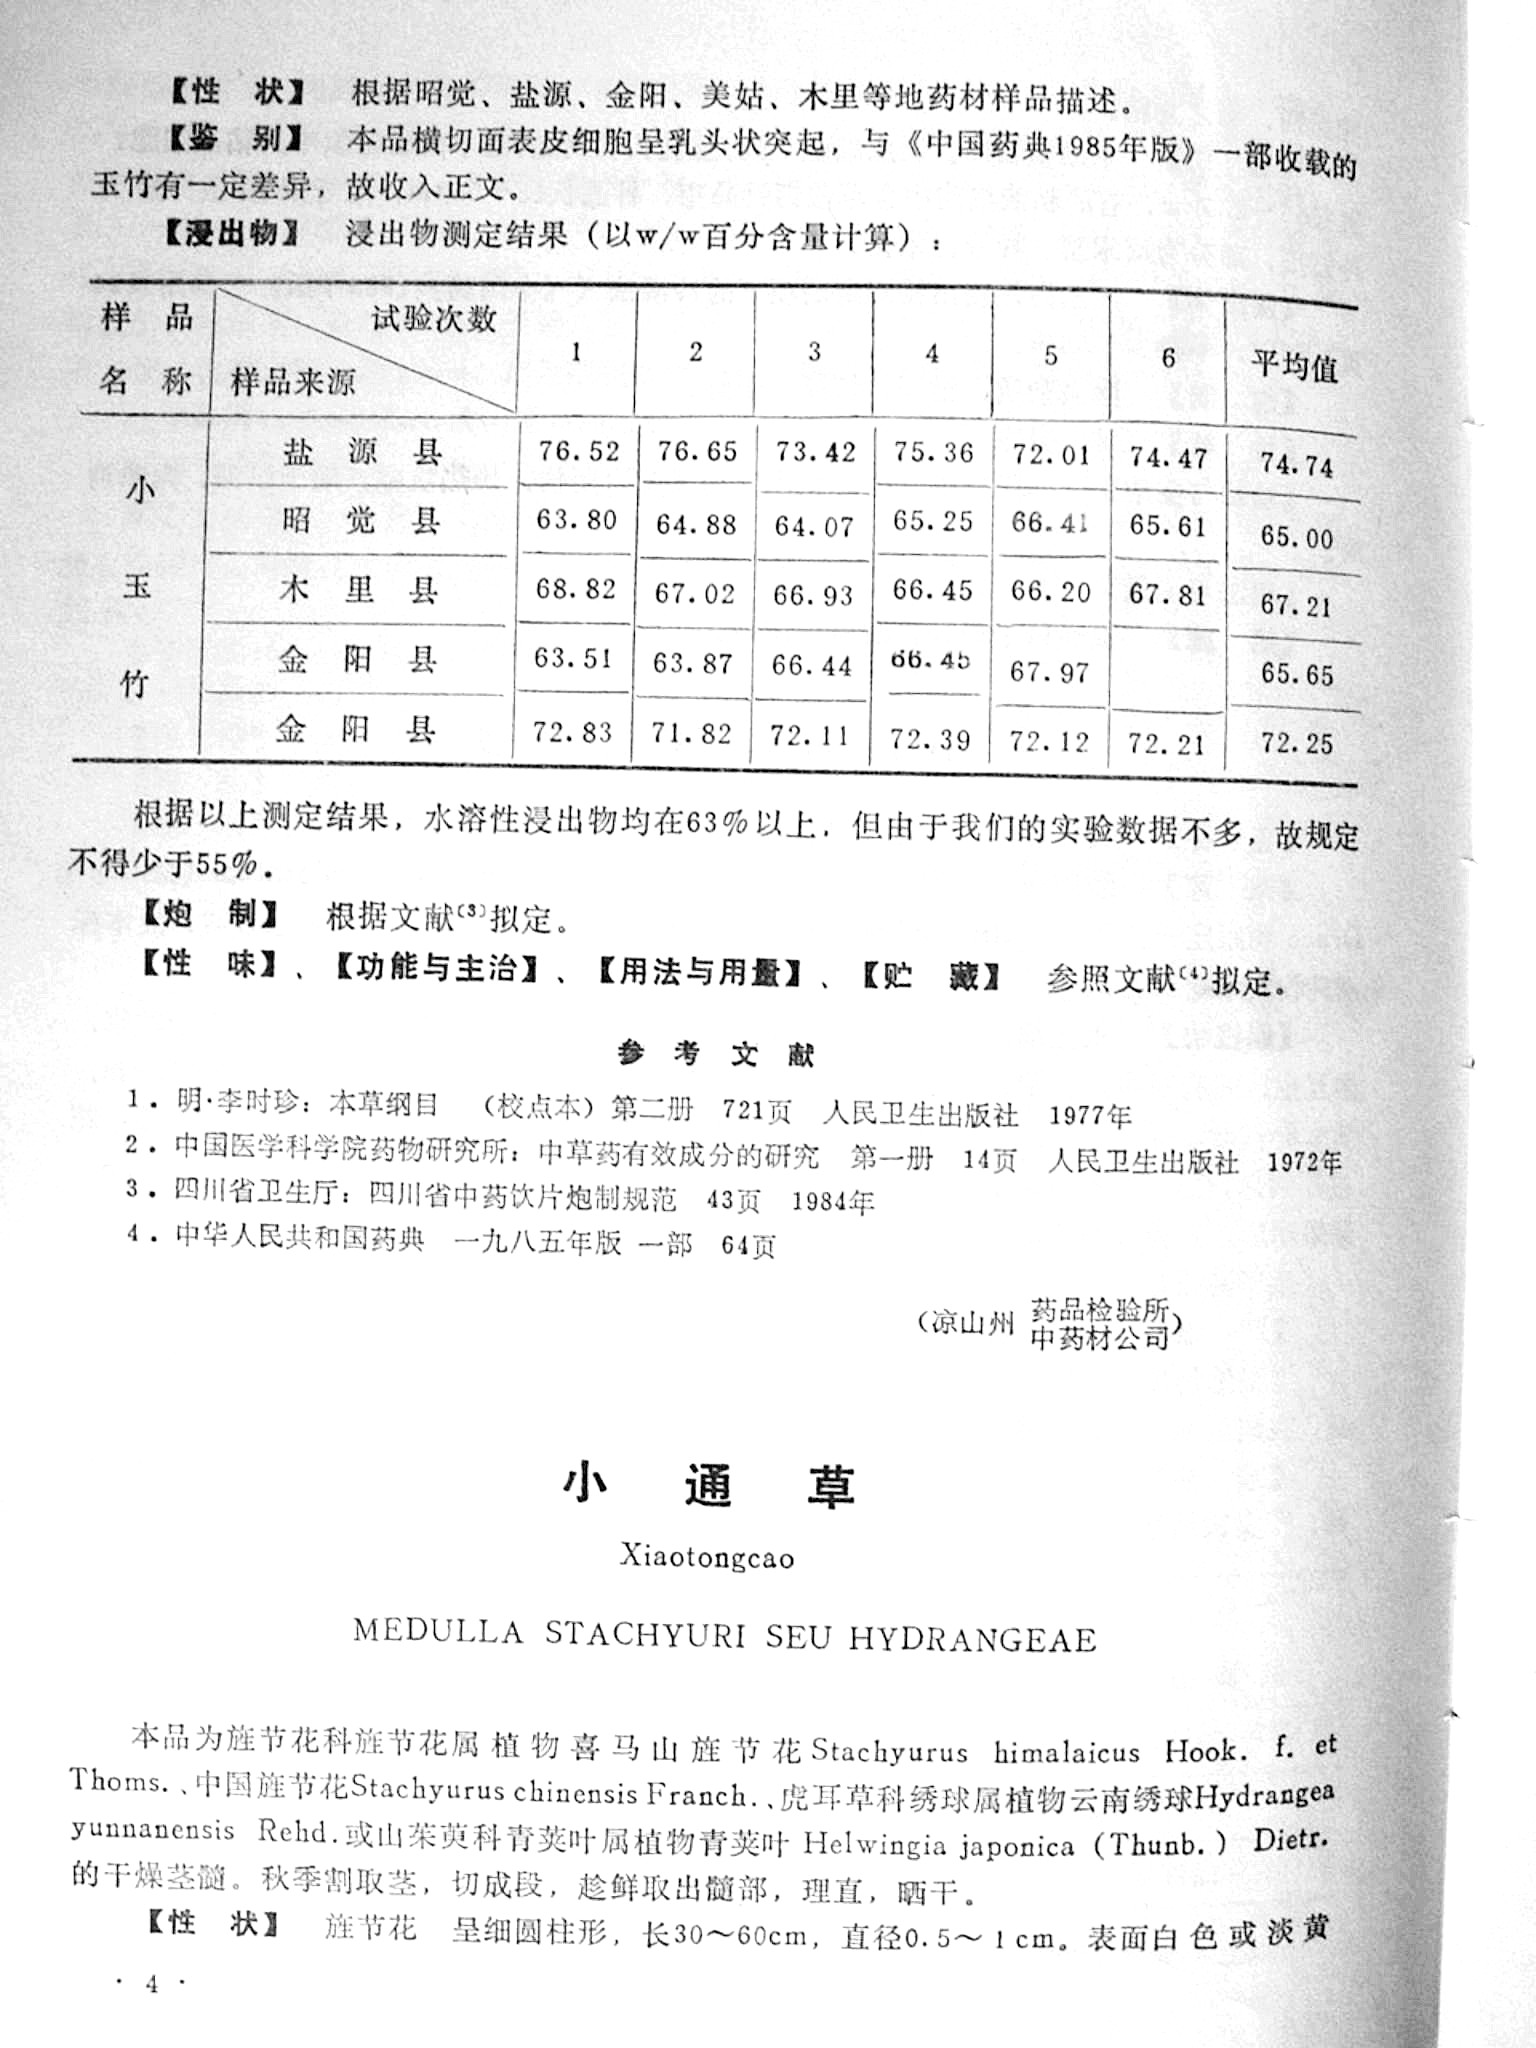 【性　状】　根据昭觉、盐源、金阳、美姑、木里等地药材样品描述。
【鉴　别】　本品横切面表皮细胞呈乳头状突起，与《中国药典1985年版》一部收载的
玉竹有一定差异，故收入正文。
【浸出物】　浸出物测定结果（以w/w百分含量计算）：
样　品　试验次数
名　称　样品来源　1　2　3　4　5　6　平均值
盐　源　县　76.52　76.65　73.42　75.36　72.01　74.47　74.74
小
昭　觉　县　63.80　64.88　64.07　65.25　66.41　65.61　65.00
玉　木　里　县　68.82　67.02　66.93　66.45　66.20　67.81　67.21
金　阳　县　63.51　63.87　66.44　66.45　67.97　65.65
竹
金　阳　县　72.83　71.82　72.11　72.39　72.12　72.21　72.25
根据以上测定结果，水溶性浸出物均在63%以上，但由于我们的实验数据不多，故规定
不得少于55%。
【炮　制】　根据文献〔3〕拟定。
【性　味】、【功能与主治】、【用法与用量】、【贮　藏】　参照文献〔4〕拟定。
参　考　文　献
1．明·李时珍：本草纲目　（校点本）第二册　721页　人民卫生出版社　1977年
2．中国医学科学院药物研究所：中草药有效成分的研究　第一册　14页　人民卫生出版社　1972年
3．四川省卫生厅：四川省中药饮片炮制规范　43页　1984年
4．中华人民共和国药典　一九八五年版 一部　64页
（凉山州 药品检验所
中药材公司）
小　通　草
Xiaotongcao
MEDULLA STACHYURI SEU HYDRANGEAE
本品为旌节花科旌节花属植物喜马山旌节花Stachyurus himalaicus Hook. f. et
Thoms.、中国旌节花Stachyurus chinensis Franch.、虎耳草科绣球属植物云南绣球Hydrangea
yunnanensis Rehd.或山茱萸科青荚叶属植物青荚叶 Helwingia japonica (Thunb.) Dietr.
的干燥茎髓。秋季割取茎，切成段，趁鲜取出髓部，理直，晒干。
【性　状】　旌节花　呈细圆柱形，长30～60cm，直径0.5～1cm。表面白色或淡黄
· 4 ·